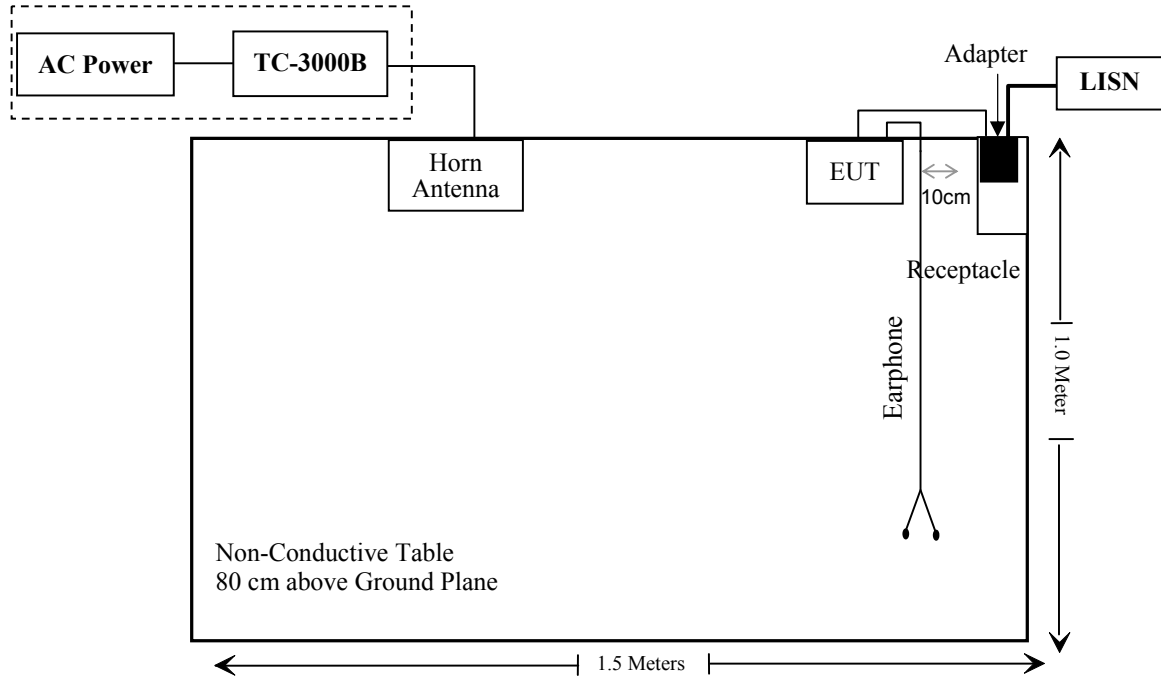 AC Power
TC-3000B
Adapter
LISN
Horn
Antenna
EUT
10cm
Receptacle
Earphone
1.0 Meter
Non-Conductive Table
80 cm above Ground Plane
1.5 Meters